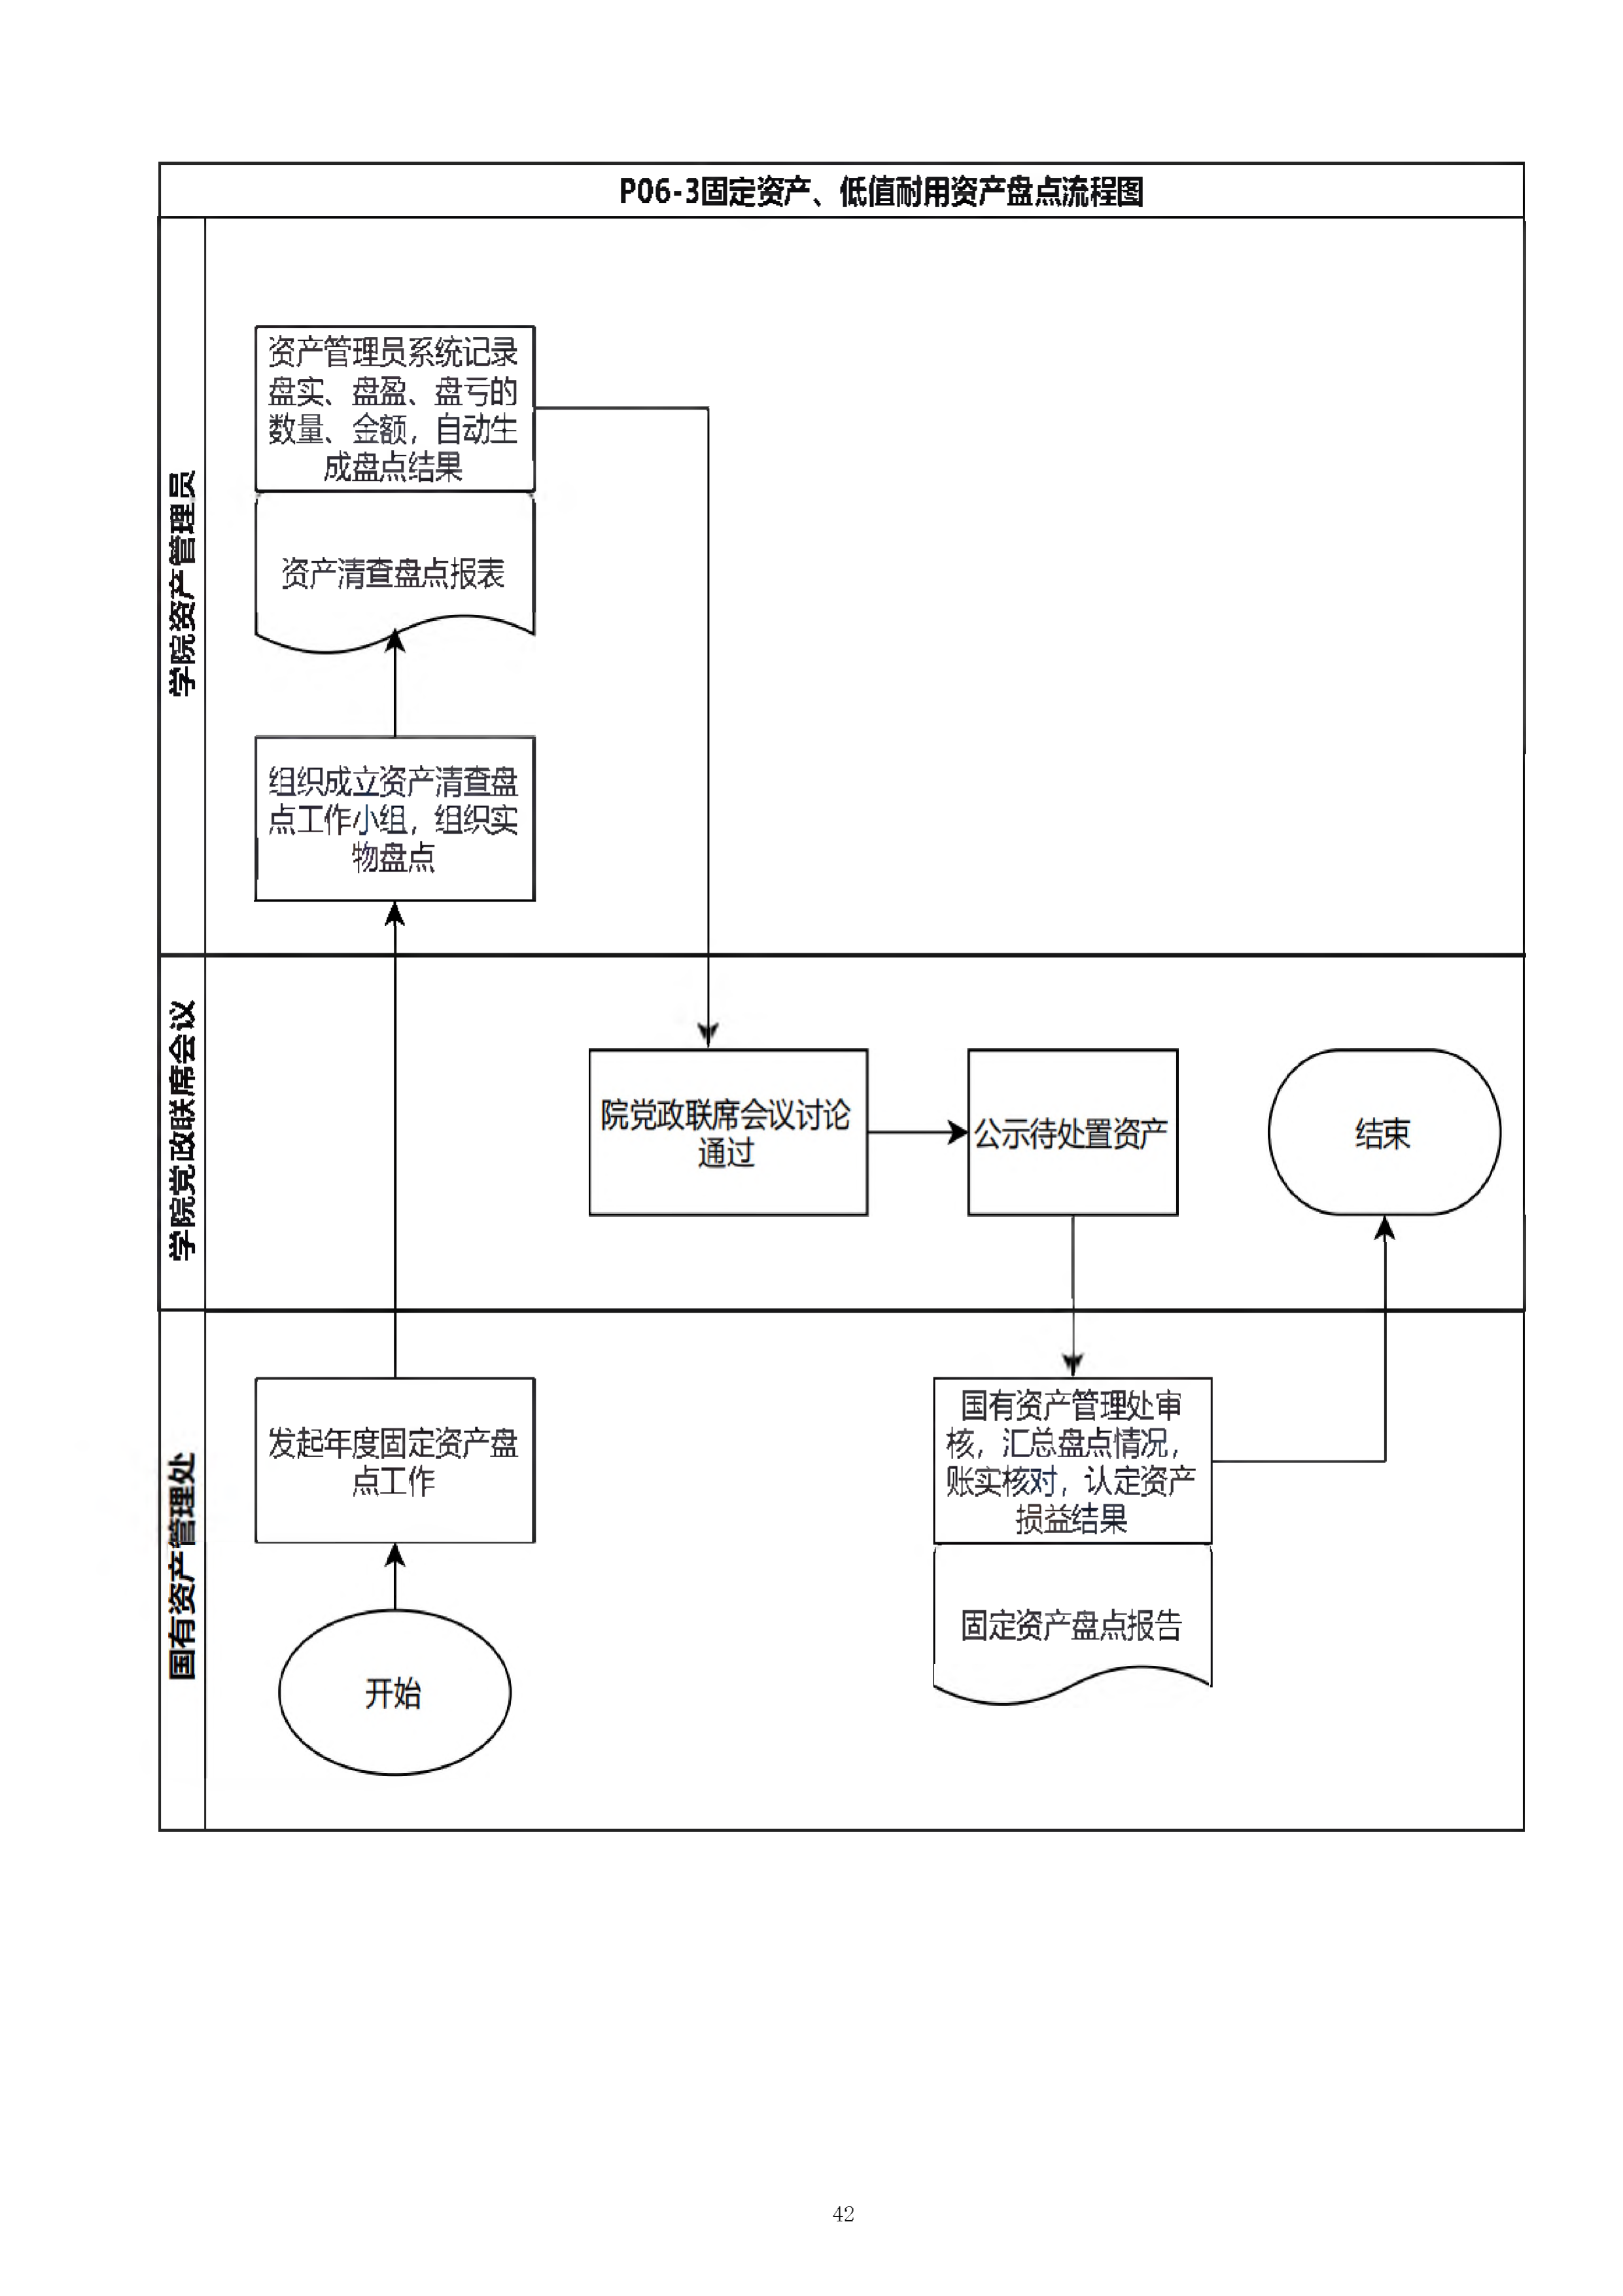 P06-3固定资产、低值耐用资产盘点流程图
学院资产管理员
资产管理员系统记录
盘实、盘盈、盘亏的
数量、金额，自动生
成盘点结果
资产清查盘点报表
组织成立资产清查盘
点工作小组，组织实
物盘点
学院党政联席会议
院党政联席会议讨论
通过
公示待处置资产
结束
国有资产管理处
发起年度固定资产盘
点工作
开始
国有资产管理处审
核，汇总盘点情况，
账实核对，认定资产
损益结果
固定资产盘点报告
42